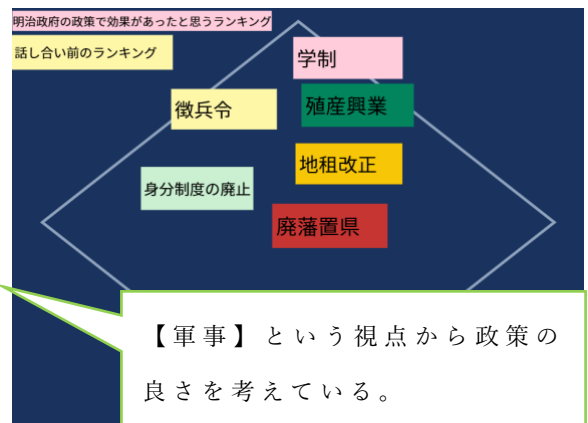 明治政府の政策で効果があったと思うランキング
話し合い前のランキング
学制
徴兵令
殖産興業
地租改正
身分制度の廃止
廃藩置県
【軍事】という視点から政策の
良さを考えている。